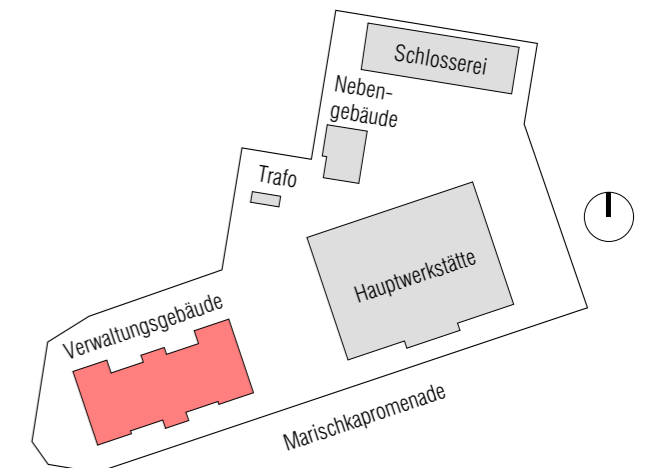 Schlosserei
Neben-
gebäude
Trafo
Hauptwerkstätte
Verwaltungsgebäude
Marischkapromenade